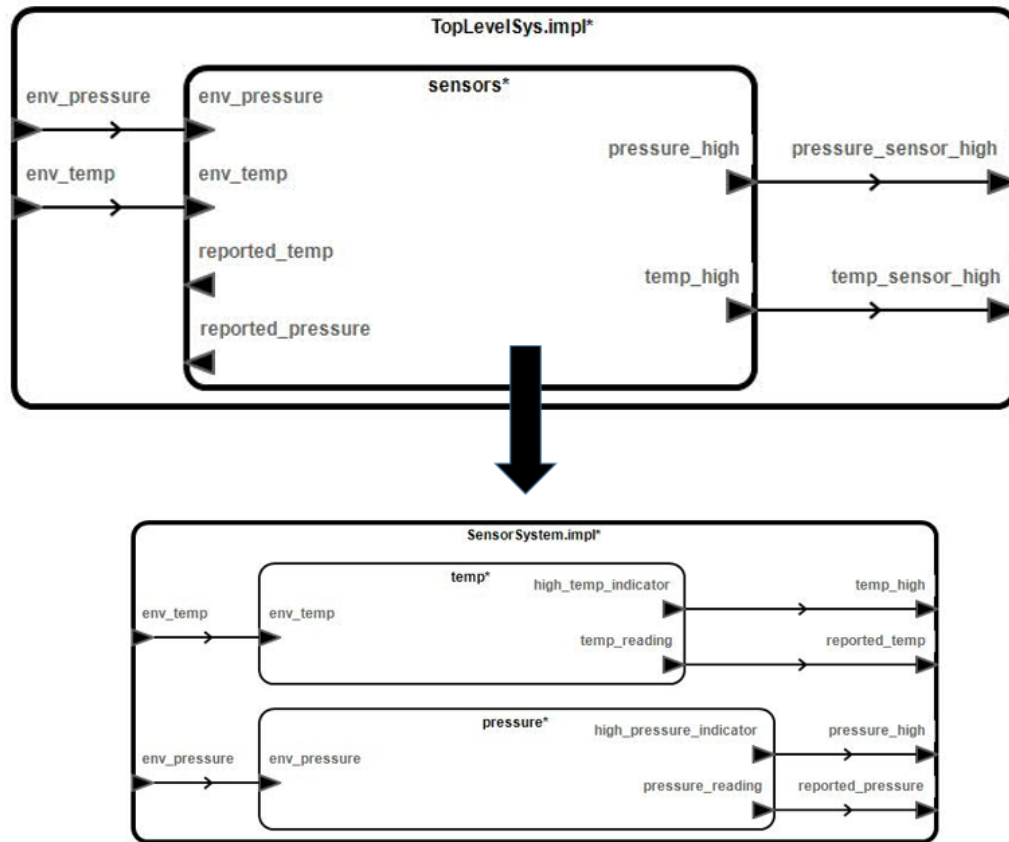 TopLevelSys.impl*
sensors*
env_pressure env_pressure
pressure_high pressure_sensor_high
env_temp env_temp
reported_temp
temp_high temp_sensor_high
reported_pressure
SensorSystem.impl*
temp*
high_temp_indicator temp_high
env_temp env_temp
temp_reading reported_temp
pressure*
high_pressure_indicator pressure_high
env_pressure env_pressure
pressure_reading reported_pressure